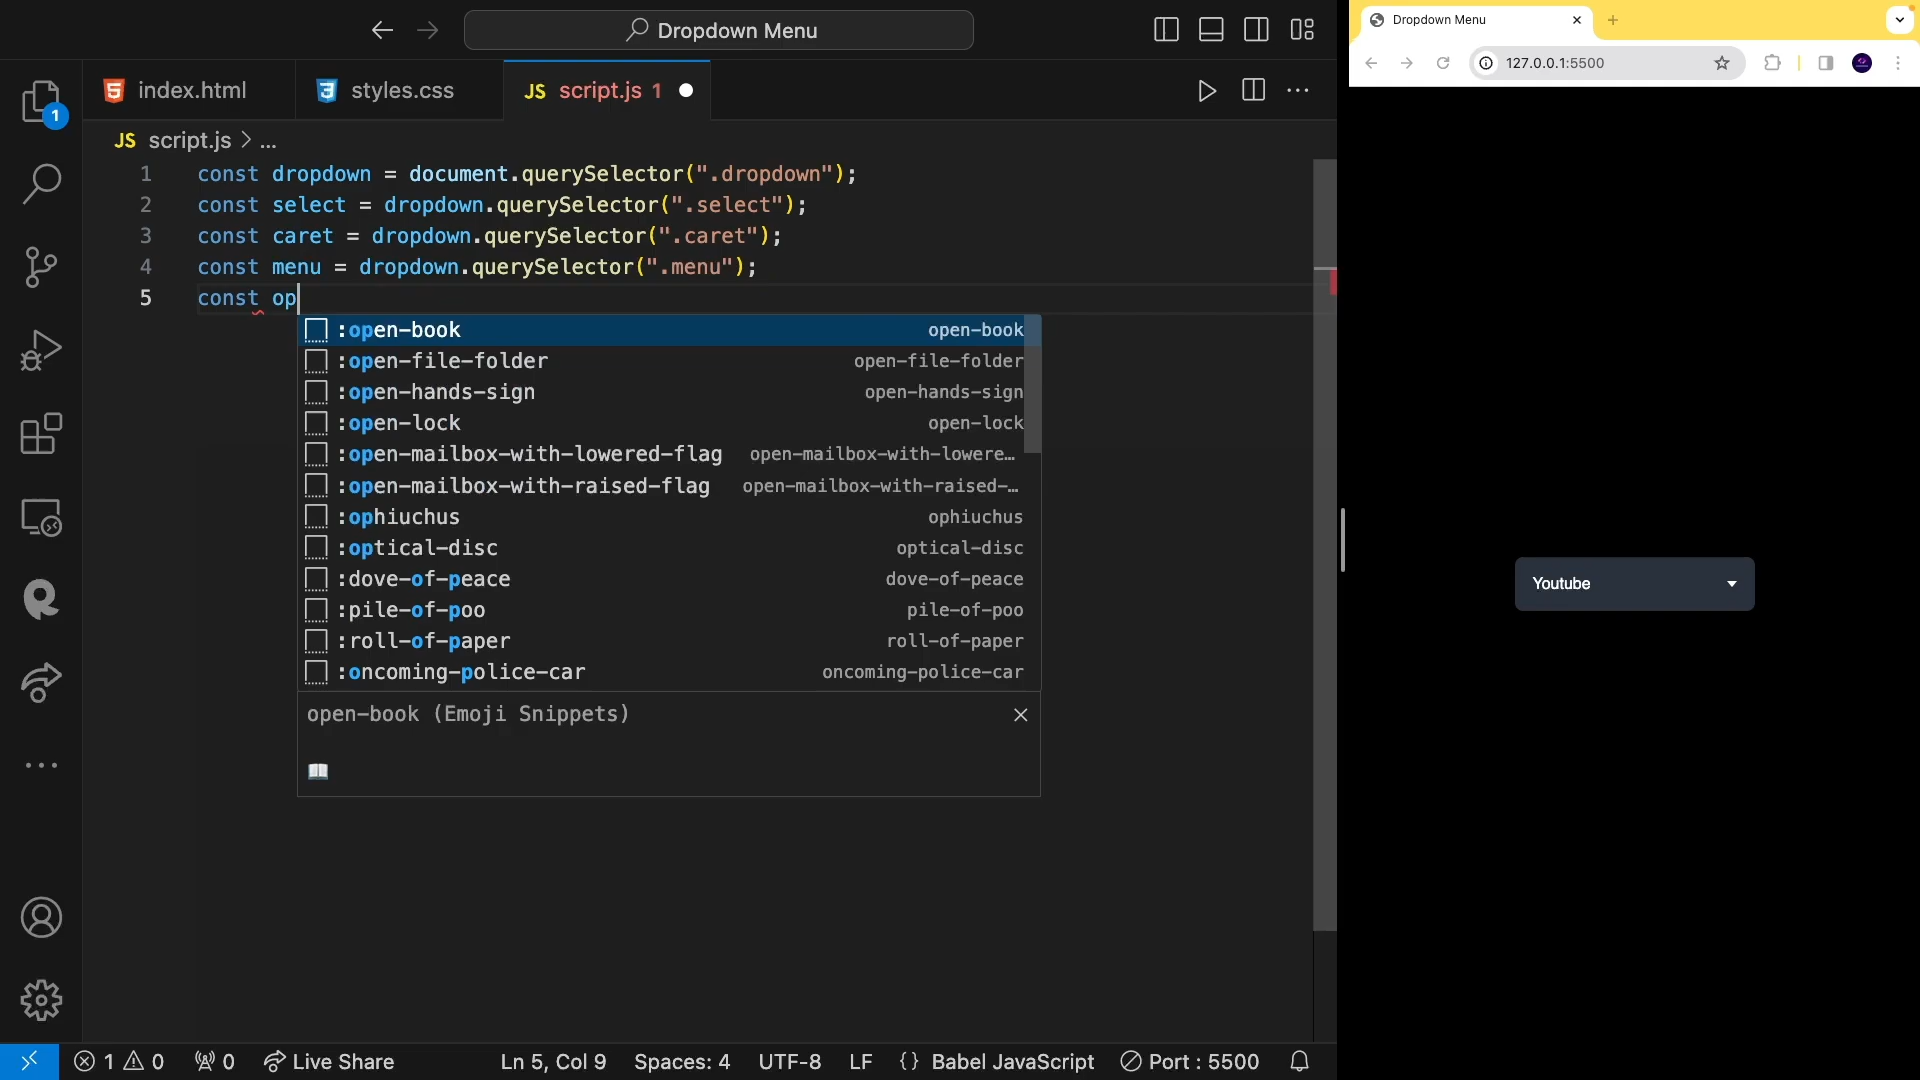 Dropdown Menu
index.html
styles.css
JS script.js 1
JS script.js > ...
1 const dropdown = document.querySelector(".dropdown");
2 const select = dropdown.querySelector(".select");
3 const caret = dropdown.querySelector(".caret");
4 const menu = dropdown.querySelector(".menu");
5 const op
:open-book open-book
:open-file-folder open-file-folder
:open-hands-sign open-hands-sign
:open-lock open-lock
:open-mailbox-with-lowered-flag open-mailbox-with-lowere…
:open-mailbox-with-raised-flag open-mailbox-with-raised-…
:ophiuchus ophiuchus
:optical-disc optical-disc
:dove-of-peace dove-of-peace
:pile-of-poo pile-of-poo
:roll-of-paper roll-of-paper
:oncoming-police-car oncoming-police-car
open-book (Emoji Snippets)
1
1 0 0 Live Share Ln 5, Col 9 Spaces: 4 UTF-8 LF {} Babel JavaScript Port : 5500
Dropdown Menu
127.0.0.1:5500
Youtube